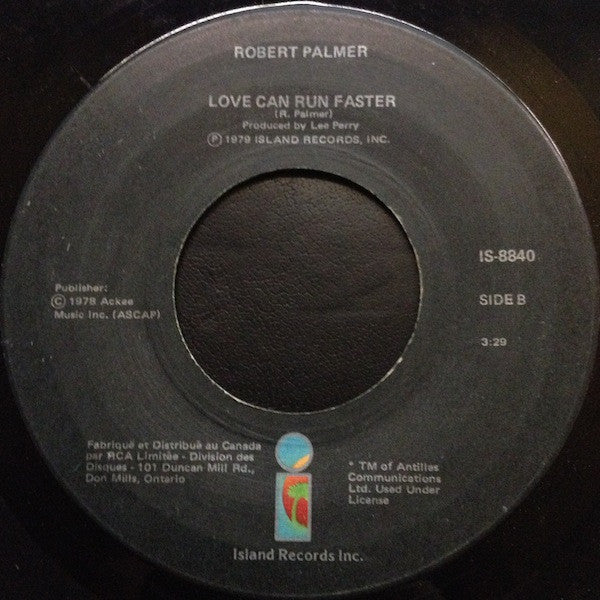 ROBERT PALMER
LOVE CAN RUN FASTER
(R. Palmer)
Produced by Lee Perry
Ⓟ 1979 ISLAND RECORDS, INC.
IS-8840
SIDE B
3:29
Publisher:
© 1978 Ackee
Music Inc. (ASCAP)
Fabriqué et Distribué au Canada
par RCA Limitée - Division des
Disques - 101 Duncan Mill Rd.,
Don Mills, Ontario
* TM of Antilles
Communications
Ltd. Used Under
License
Island Records Inc.